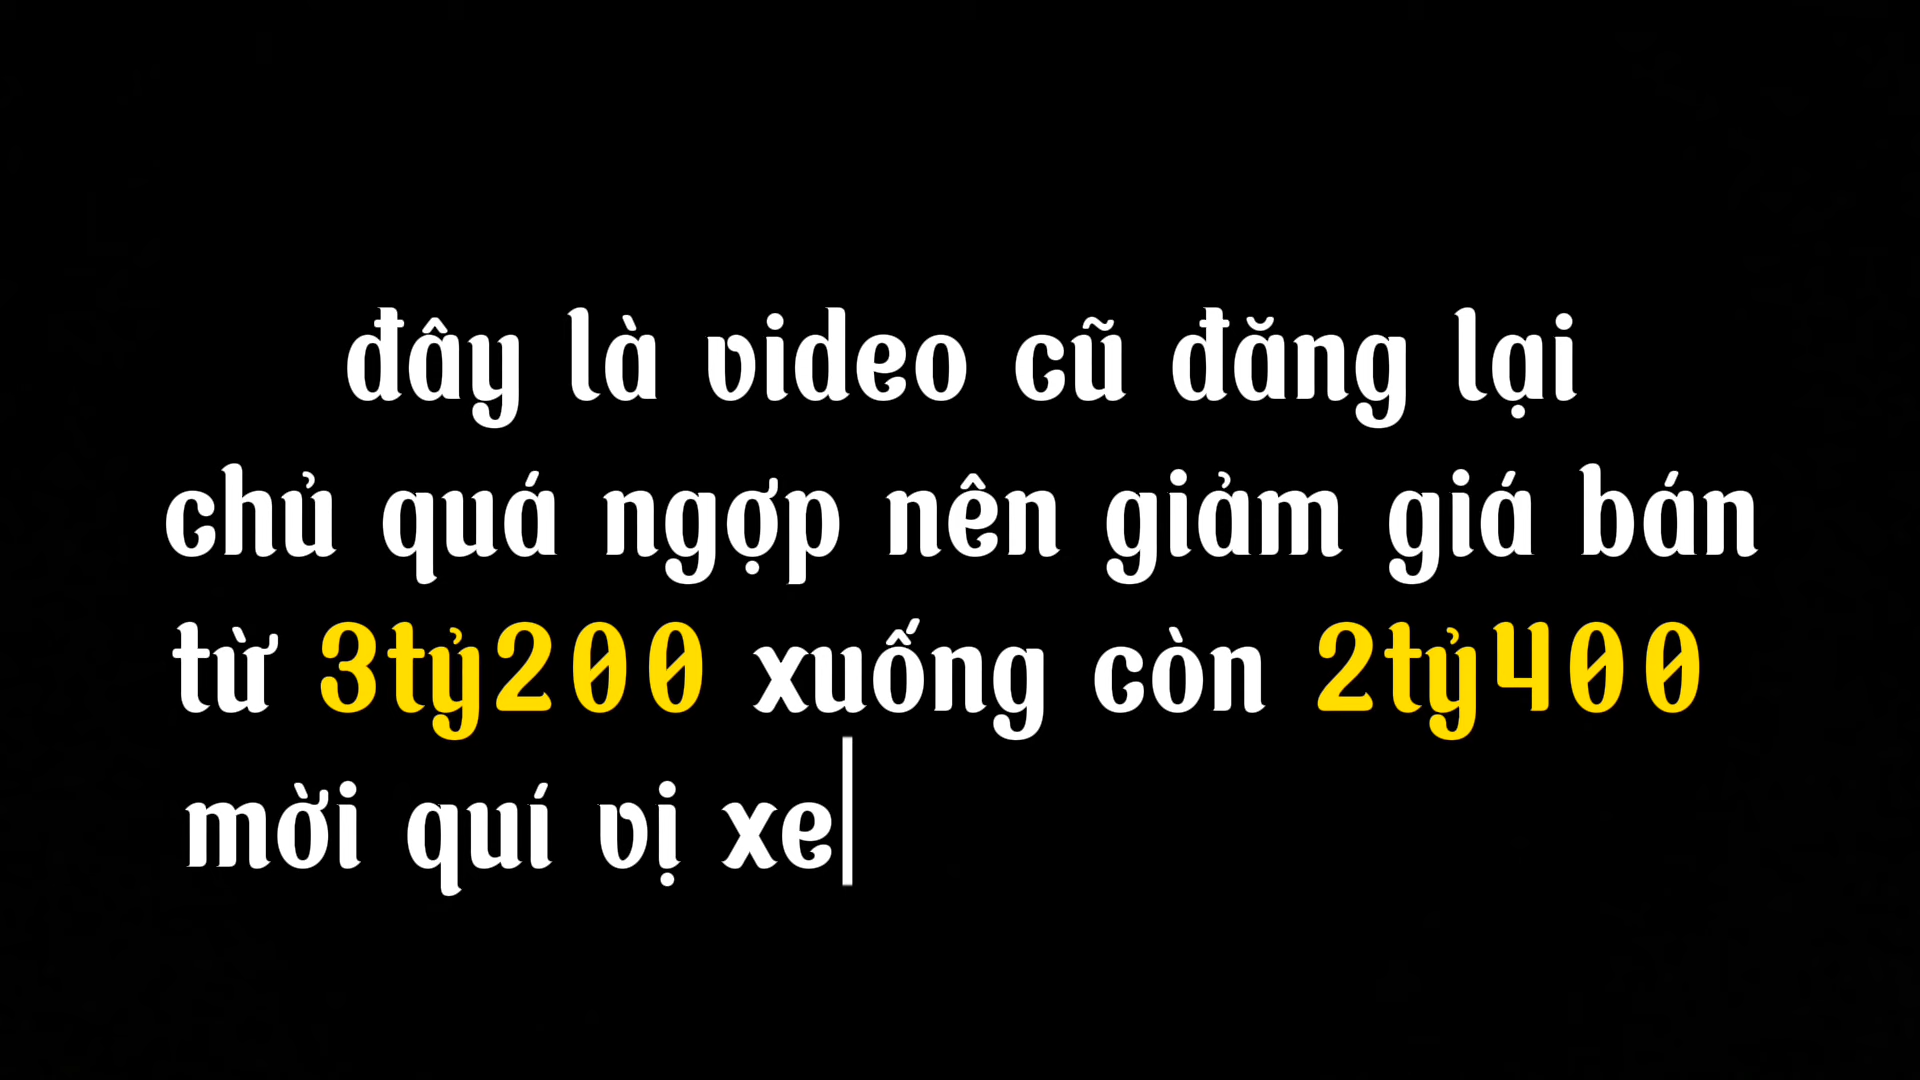 đây là video cũ đăng lại
chủ quá ngợp nên giảm giá bán
từ 3tỷ200 xuống còn 2tỷ400
mời quí vị xe